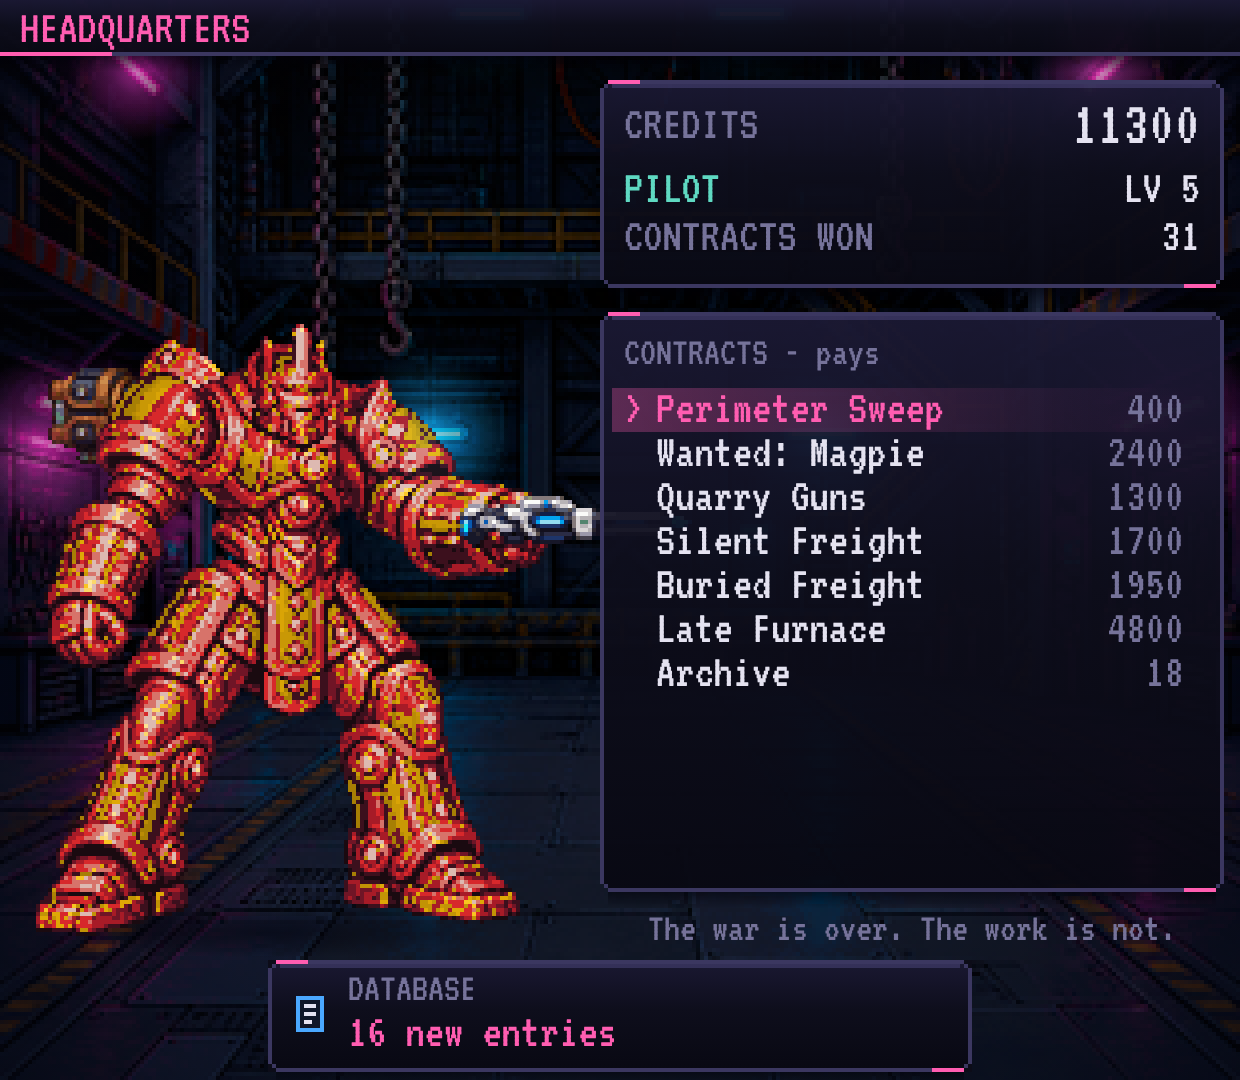 HEADQUARTERS
CREDITS 11300
PILOT LV 5
CONTRACTS WON 31
CONTRACTS - pays
> Perimeter Sweep 400
Wanted: Magpie 2400
Quarry Guns 1300
Silent Freight 1700
Buried Freight 1950
Late Furnace 4800
Archive 18
The war is over. The work is not.
DATABASE
16 new entries